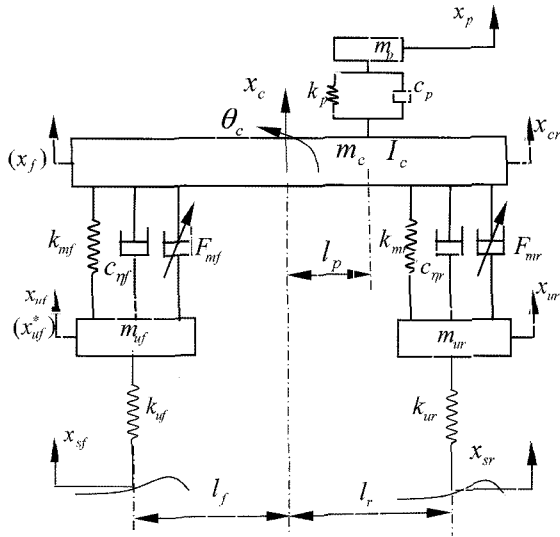 x_p
m_p
k_p c_p
x_c
θ_c
x_cr
(x_f)
m_c I_c
k_mf
F_mf
c_ηf
l_p
k_mr
c_ηr
F_mr
x_uf
x_ur
(x*_uf)
m_uf
m_ur
k_uf
k_ur
x_sf
x_sr
l_f
l_r